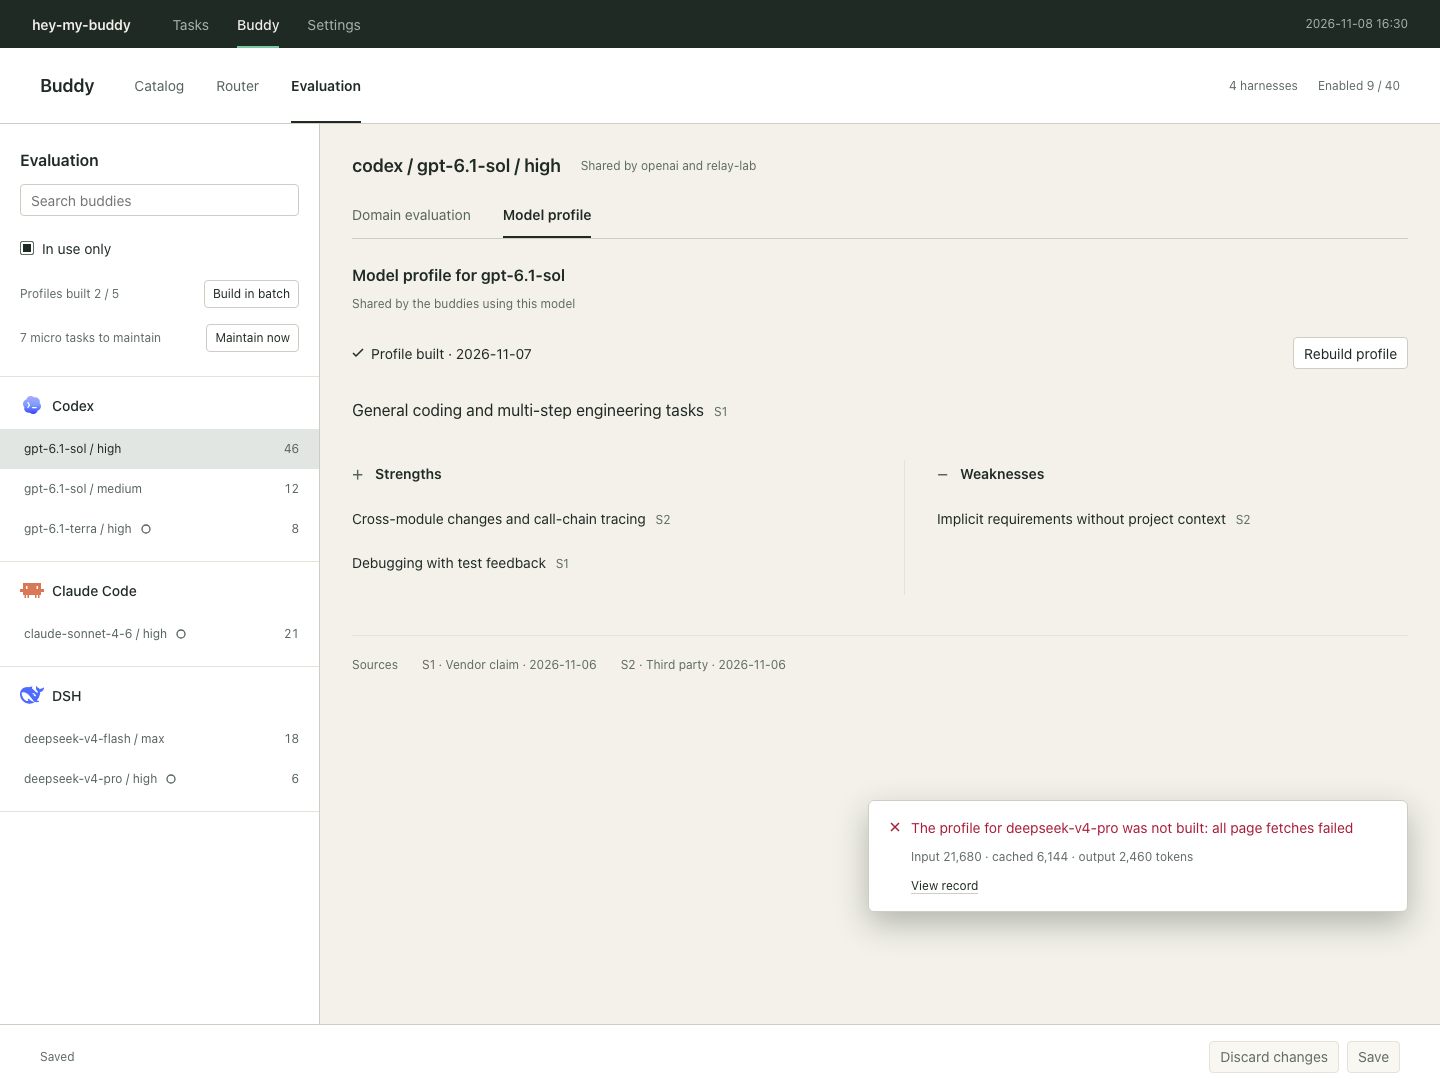 hey-my-buddy Tasks Buddy Settings 2026-11-08 16:30
Buddy Catalog Router Evaluation 4 harnesses Enabled 9 / 40
Evaluation
Search buddies
In use only
Profiles built 2 / 5 Build in batch
7 micro tasks to maintain Maintain now
Codex
gpt-6.1-sol / high 46
gpt-6.1-sol / medium 12
gpt-6.1-terra / high 8
Claude Code
claude-sonnet-4-6 / high 21
DSH
deepseek-v4-flash / max 18
deepseek-v4-pro / high 6
codex / gpt-6.1-sol / high Shared by openai and relay-lab
Domain evaluation Model profile
Model profile for gpt-6.1-sol
Shared by the buddies using this model
Profile built · 2026-11-07 Rebuild profile
General coding and multi-step engineering tasks S1
+ Strengths
Cross-module changes and call-chain tracing S2
Debugging with test feedback S1
− Weaknesses
Implicit requirements without project context S2
Sources S1 · Vendor claim · 2026-11-06 S2 · Third party · 2026-11-06
The profile for deepseek-v4-pro was not built: all page fetches failed
Input 21,680 · cached 6,144 · output 2,460 tokens
View record
Saved Discard changes Save